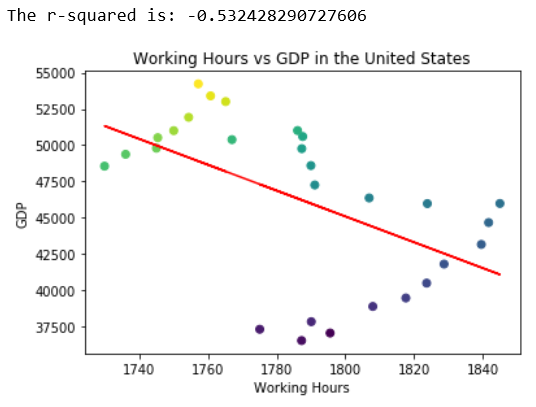 The r-squared is: -0.532428290727606
Working Hours vs GDP in the United States
55000
52500
50000
47500
45000
42500
40000
37500
GDP
1740 1760 1780 1800 1820 1840
Working Hours